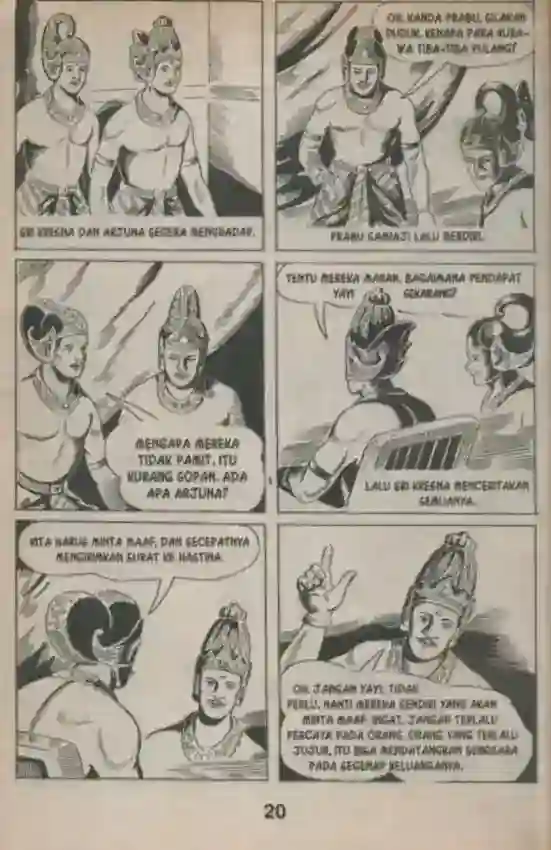 SRI KRESNA DAN ARJUNA SEGERA MENGHADAP.
OH, KANDA PRABU, SILAKAN
DUDUK. KENAPA PARA KURA-
WA TIBA-TIBA PULANG?
PRABU SAMIAJI LALU BERDIRI.
MENGAPA MEREKA
TIDAK PAMIT, ITU
KURANG SOPAN. ADA
APA ARJUNA?
TENTU MEREKA MARAH. BAGAIMANA PENDAPAT
YAYI SEKARANG?
LALU SRI KRESNA MENCERITAKAN
SEMUANYA.
KITA HARUS MINTA MAAF, DAN SECEPATNYA
MENGIRIMKAN SURAT KE HASTINA.
OH, JANGAN YAYI. TIDAK
PERLU, NANTI MEREKA SENDIRI YANG AKAN
MINTA MAAF. INGAT, JANGAN TERLALU
PERCAYA PADA ORANG. ORANG YANG TERLALU
JUJUR, ITU BISA MENDATANGKAN SENGSARA
PADA SEGENAP KELUARGANYA.
20